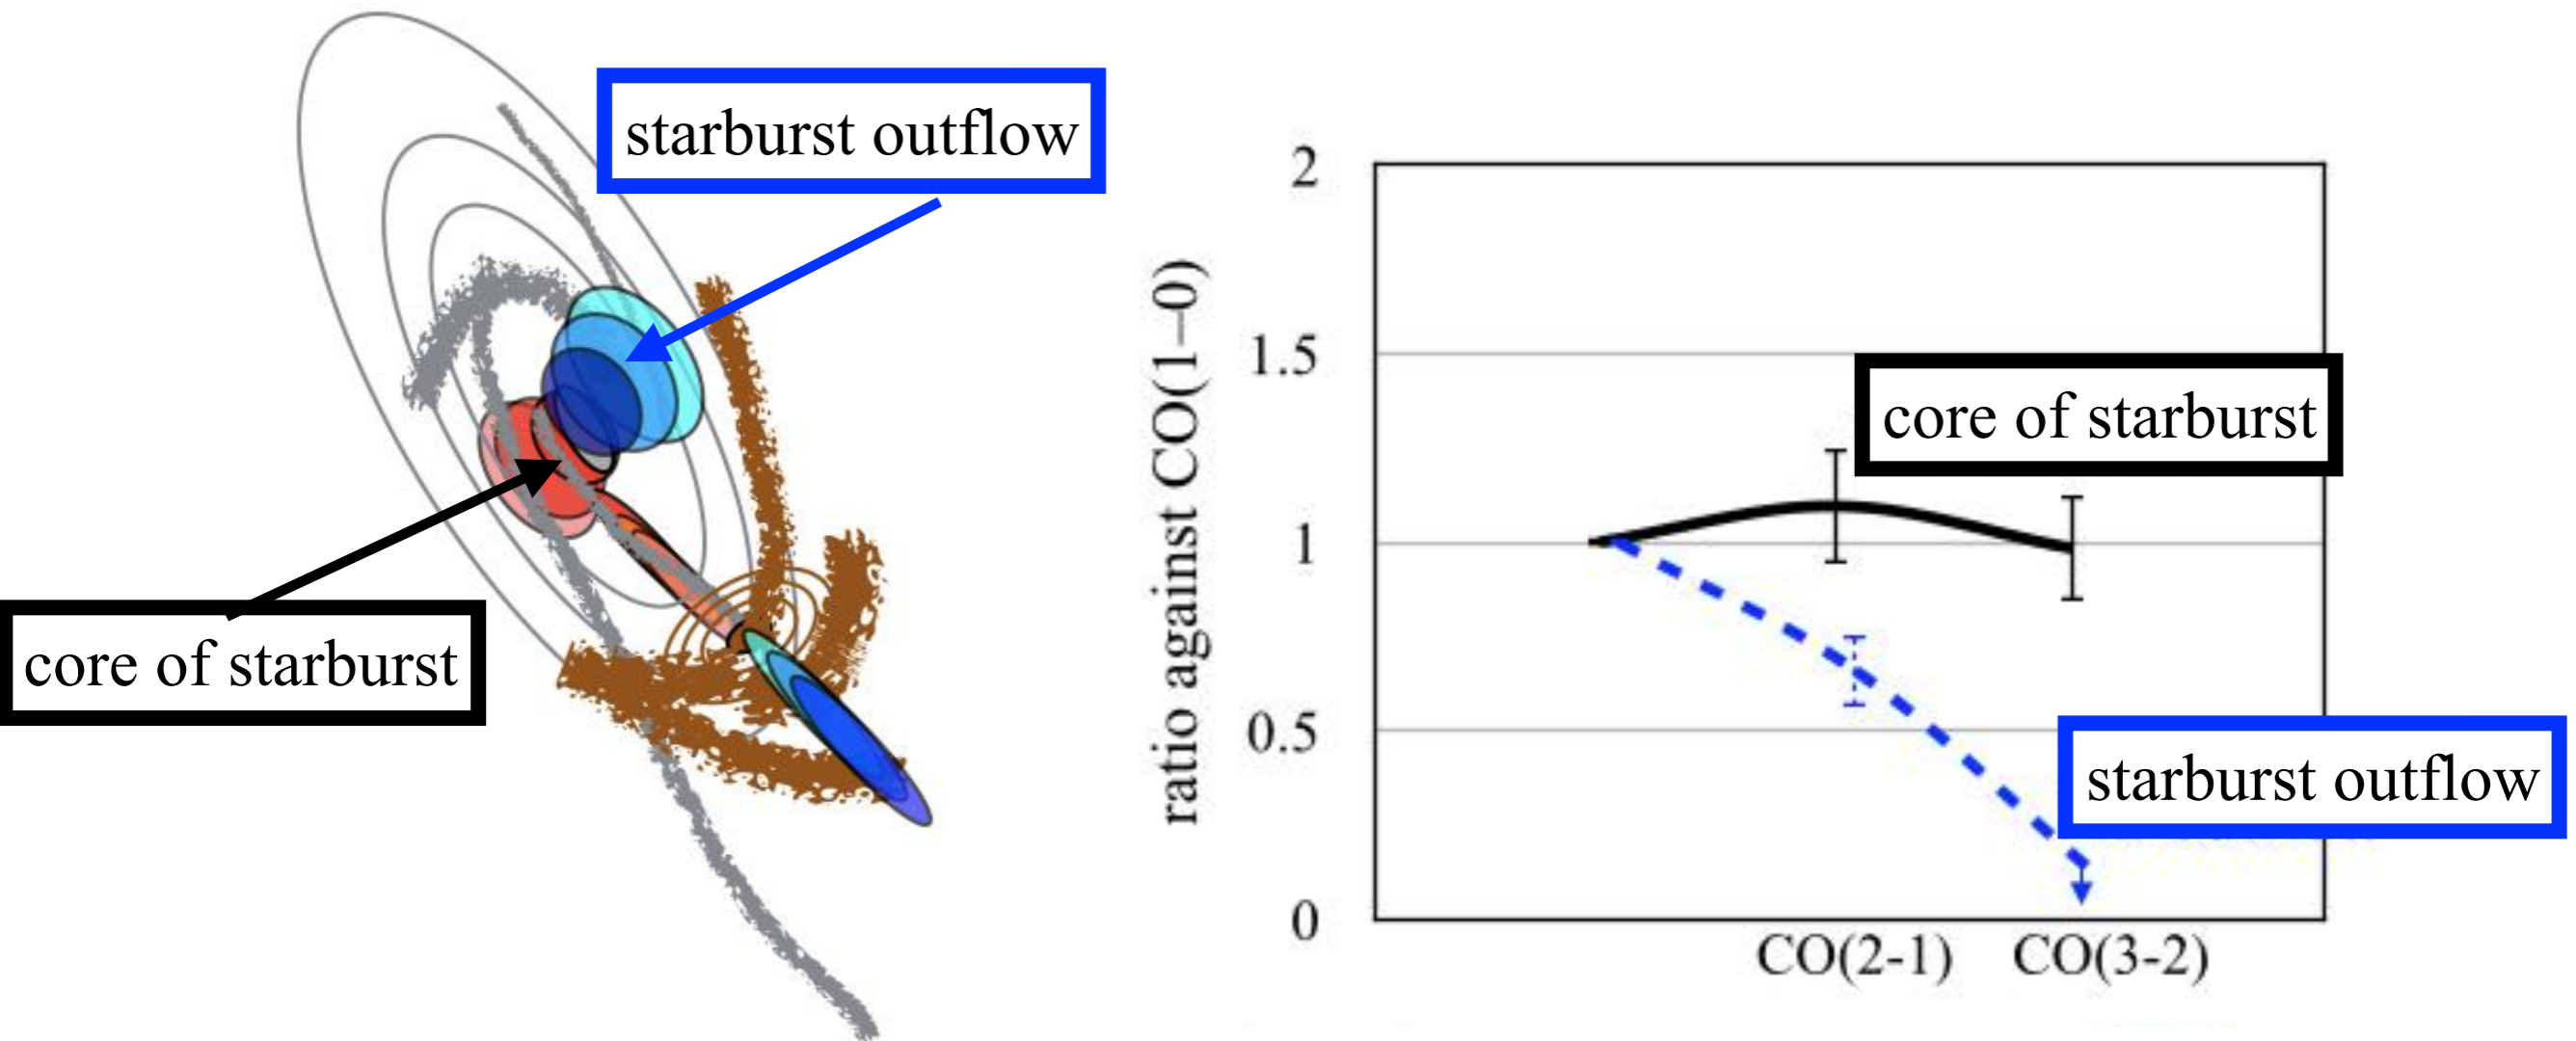 starburst outflow
core of starburst
ratio against CO(1–0)
2
1.5
1
0.5
0
core of starburst
starburst outflow
CO(2-1)
CO(3-2)